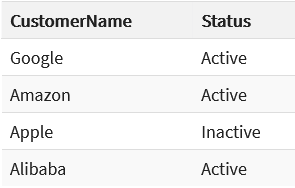 CustomerName Status
Google Active
Amazon Active
Apple Inactive
Alibaba Active